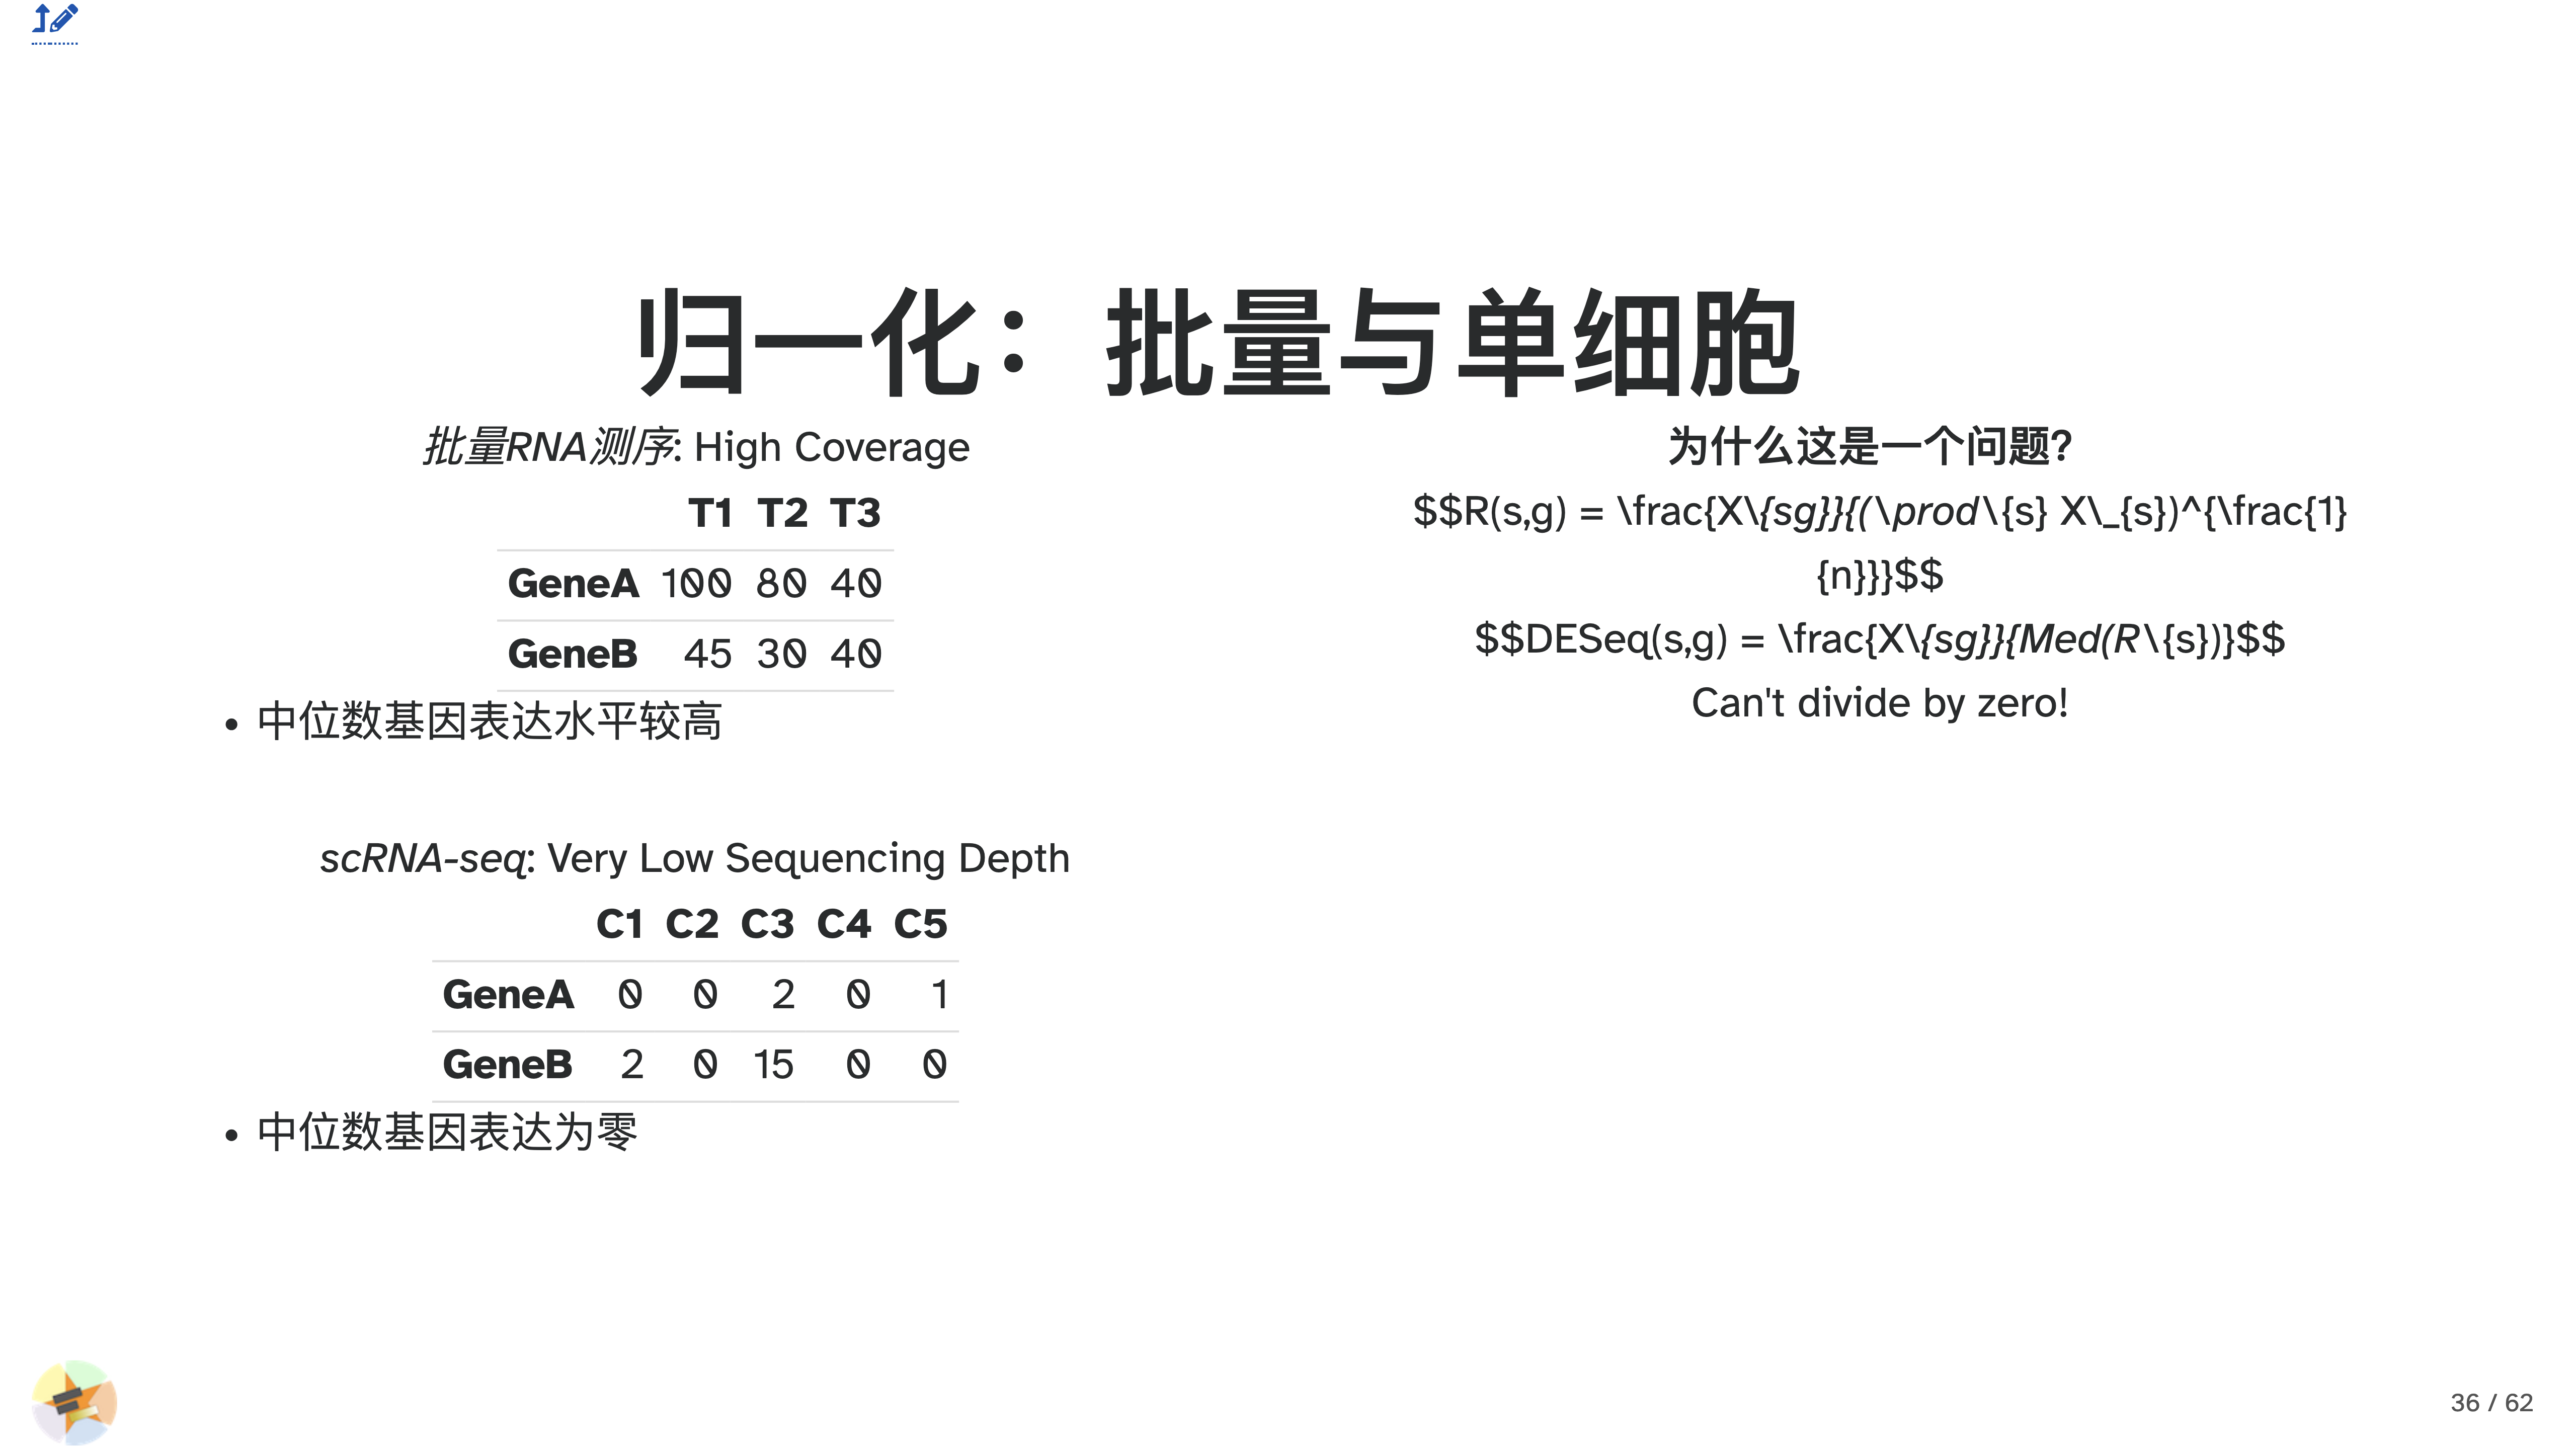 归一化：批量与单细胞
批量RNA测序: High Coverage
T1 T2 T3
GeneA 100 80 40
GeneB 45 30 40
• 中位数基因表达水平较高
scRNA-seq: Very Low Sequencing Depth
C1 C2 C3 C4 C5
GeneA 0 0 2 0 1
GeneB 2 0 15 0 0
• 中位数基因表达为零
为什么这是一个问题？
$$R(s,g) = \frac{X\{sg}}{(\prod\{s} X\_{s})^{\frac{1}
{n}}}$$
$$DESeq(s,g) = \frac{X\{sg}}{Med(R\{s})}$$
Can't divide by zero!
36 / 62